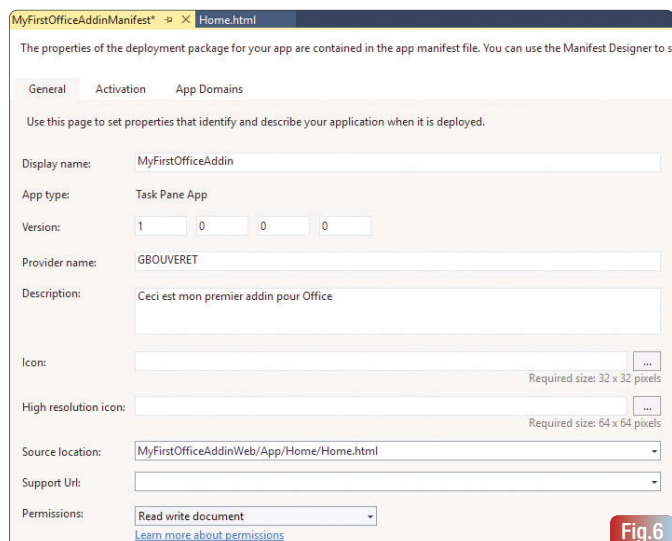 MyFirstOfficeAddinManifest* Home.html
The properties of the deployment package for your app are contained in the app manifest file. You can use the Manifest Designer to s
General Activation App Domains
Use this page to set properties that identify and describe your application when it is deployed.
Display name: MyFirstOfficeAddin
App type: Task Pane App
Version: 1 0 0 0
Provider name: GBOUVERET
Description: Ceci est mon premier addin pour Office
Icon: ...
Required size: 32 x 32 pixels
High resolution icon: ...
Required size: 64 x 64 pixels
Source location: MyFirstOfficeAddinWeb/App/Home/Home.html
Support Url:
Permissions: Read write document
Learn more about permissions
Fig.6